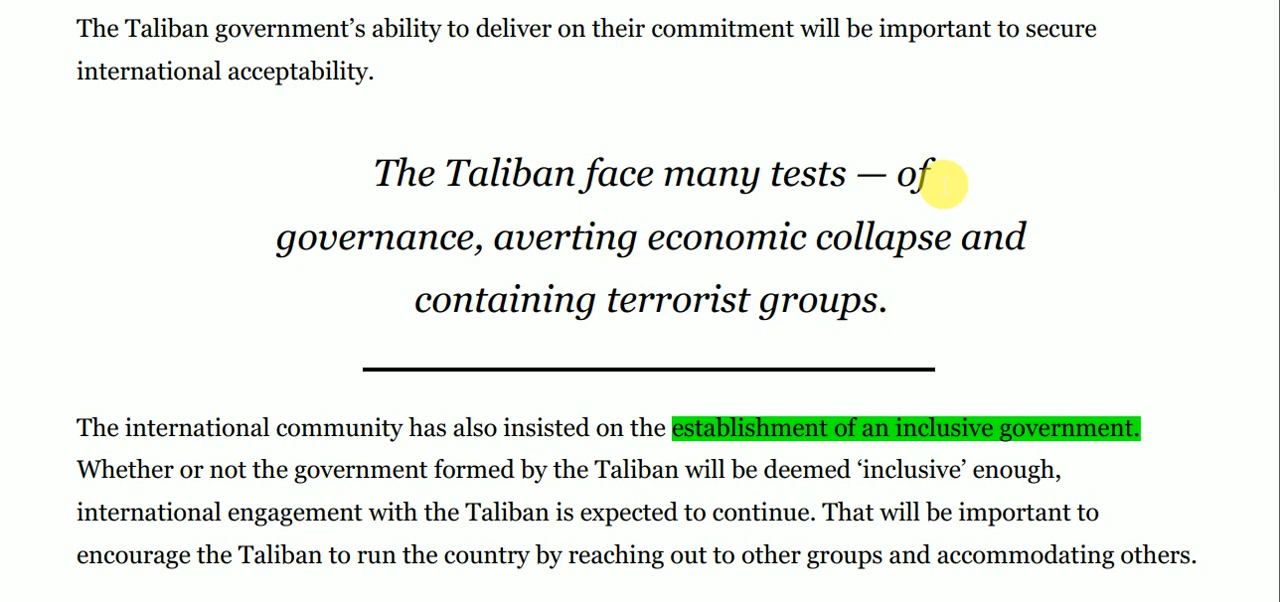 The Taliban government’s ability to deliver on their commitment will be important to secure
international acceptability.
The Taliban face many tests — of
governance, averting economic collapse and
containing terrorist groups.
The international community has also insisted on the establishment of an inclusive government.
Whether or not the government formed by the Taliban will be deemed ‘inclusive’ enough,
international engagement with the Taliban is expected to continue. That will be important to
encourage the Taliban to run the country by reaching out to other groups and accommodating others.